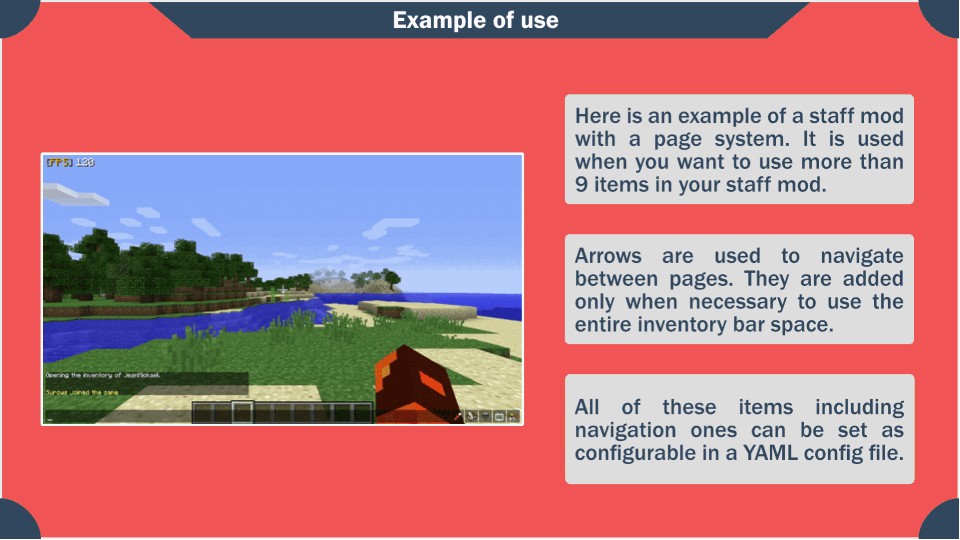 Example of use
[FPS] 130
Opening the inventory of JeanMickael.
Surows joined the game
Here is an example of a staff mod
with a page system. It is used
when you want to use more than
9 items in your staff mod.
Arrows are used to navigate
between pages. They are added
only when necessary to use the
entire inventory bar space.
All of these items including
navigation ones can be set as
configurable in a YAML config file.